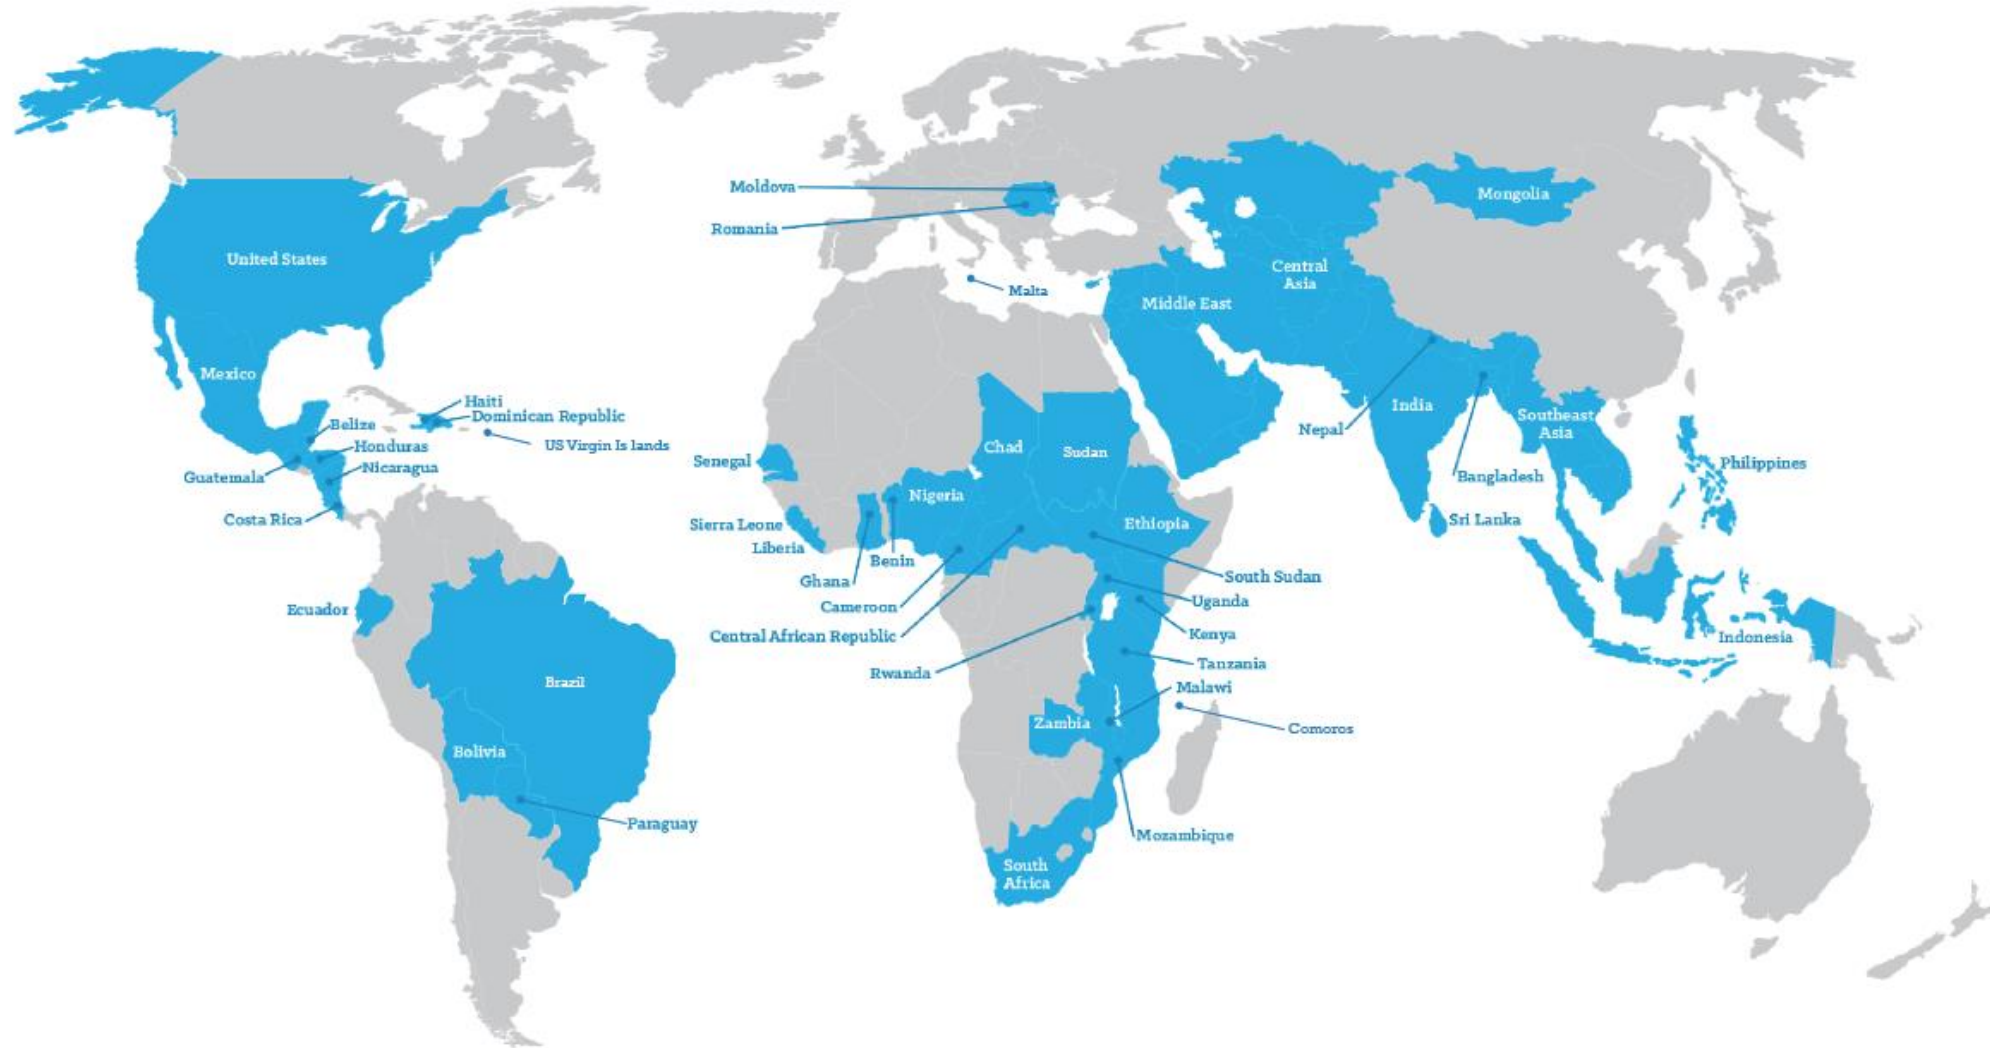 United States
Mexico
Haiti
Dominican Republic
Belize
US Virgin Is lands
Honduras
Guatemala
Nicaragua
Costa Rica
Ecuador
Brazil
Bolivia
Paraguay
Moldova
Romania
Malta
Senegal
Sierra Leone
Liberia
Ghana
Benin
Nigeria
Chad
Sudan
Ethiopia
Cameroon
Central African Republic
Rwanda
South Sudan
Uganda
Kenya
Tanzania
Malawi
Comoros
Zambia
Mozambique
South
Africa
Middle East
Central
Asia
Mongolia
India
Nepal
Bangladesh
Sri Lanka
Southeast
Asia
Philippines
Indonesia